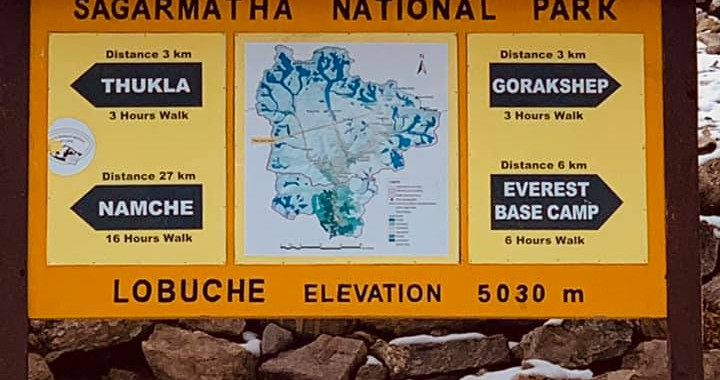 SAGARMATHA NATIONAL PARK
Distance 3 km
THUKLA
3 Hours Walk
Distance 27 km
NAMCHE
16 Hours Walk
N
Distance 3 km
GORAKSHEP
3 Hours Walk
Distance 6 km
EVEREST
BASE CAMP
6 Hours Walk
LOBUCHE ELEVATION 5030 m